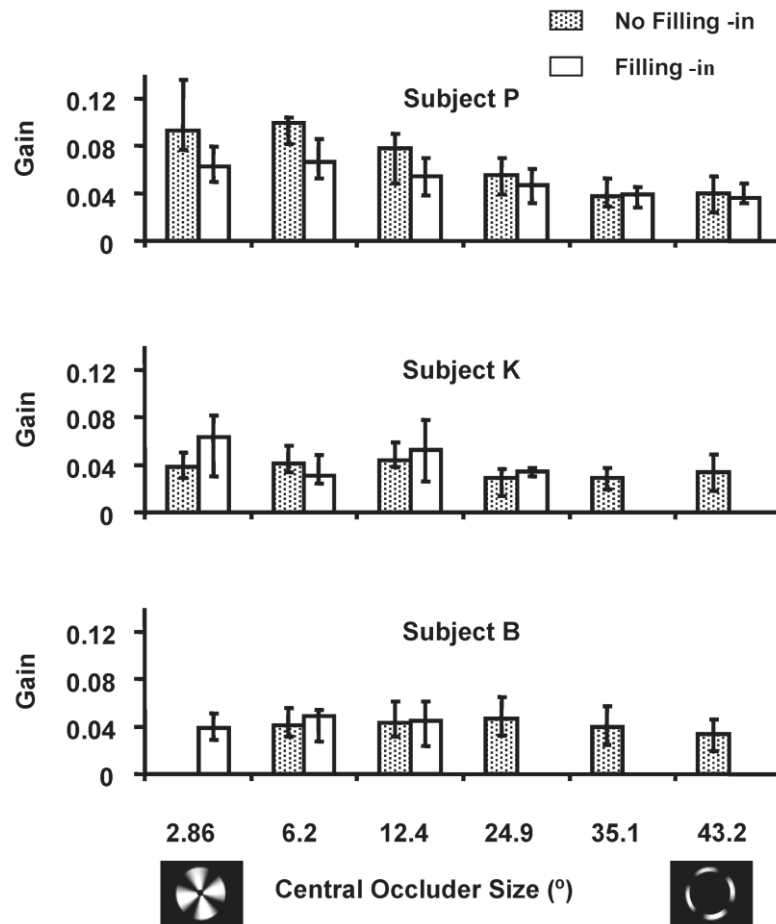 No Filling -in
Filling -in
Subject P
Gain
0.12
0.08
0.04
0
Subject K
Gain
0.12
0.08
0.04
0
Subject B
Gain
0.12
0.08
0.04
0
2.86 6.2 12.4 24.9 35.1 43.2
Central Occluder Size (º)